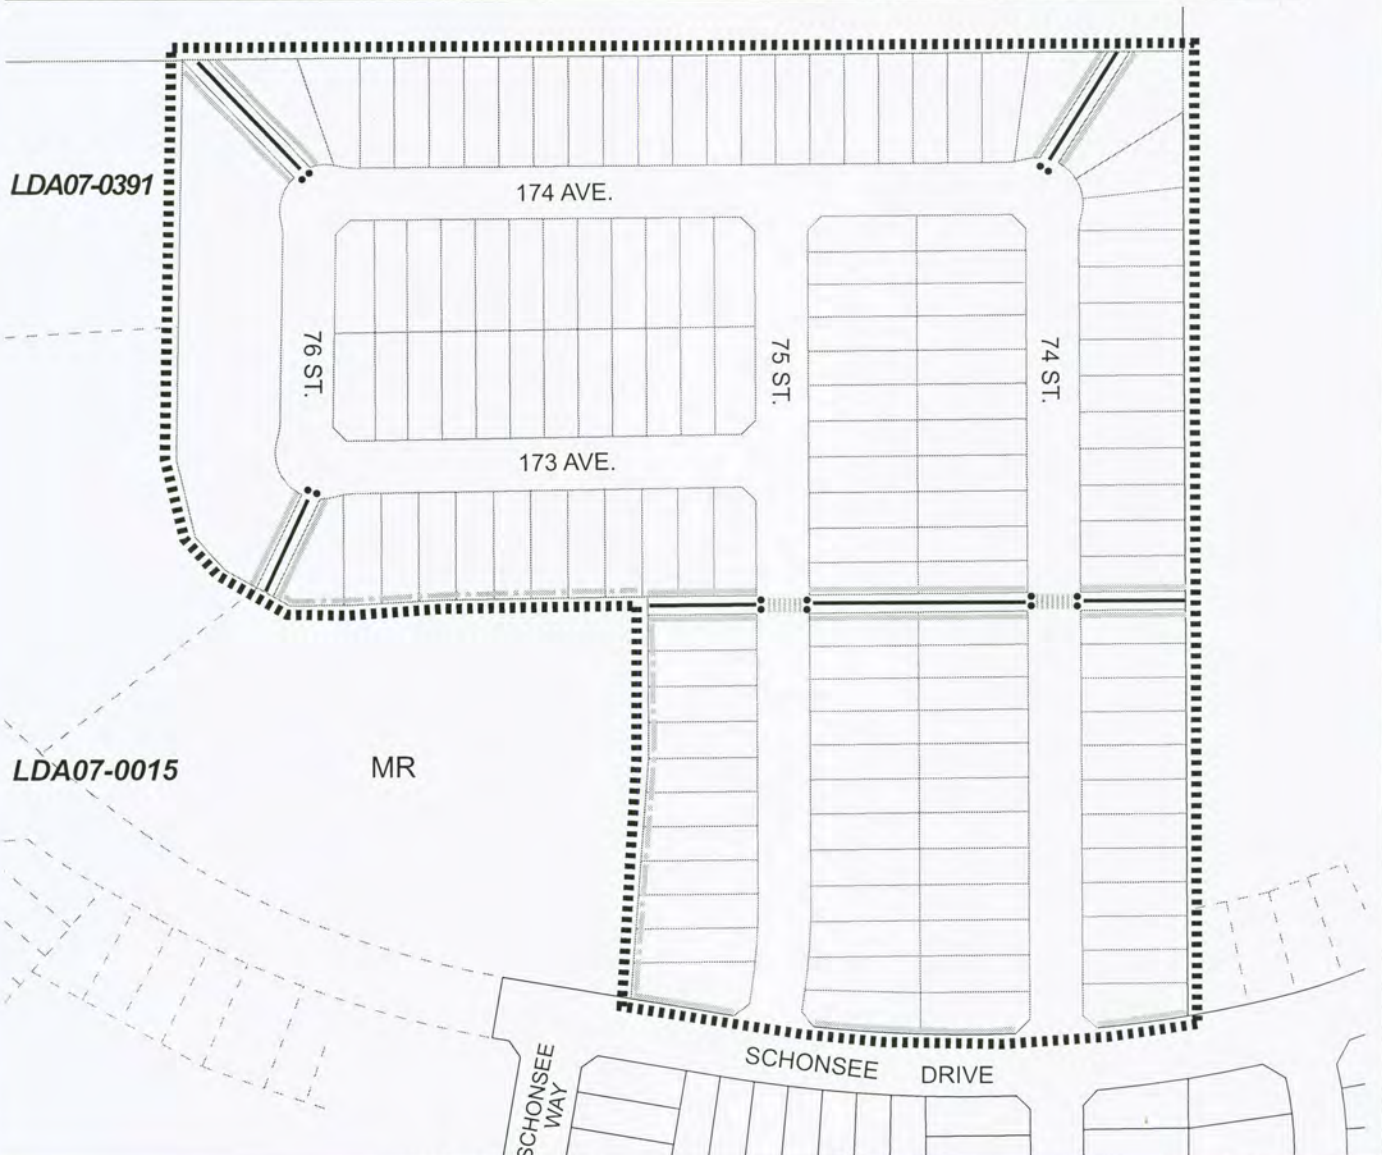 LDA07-0391
174 AVE.
76 ST.
75 ST.
74 ST.
173 AVE.
LDA07-0015
MR
SCHONSEE DRIVE
SCHONSEE
WAY